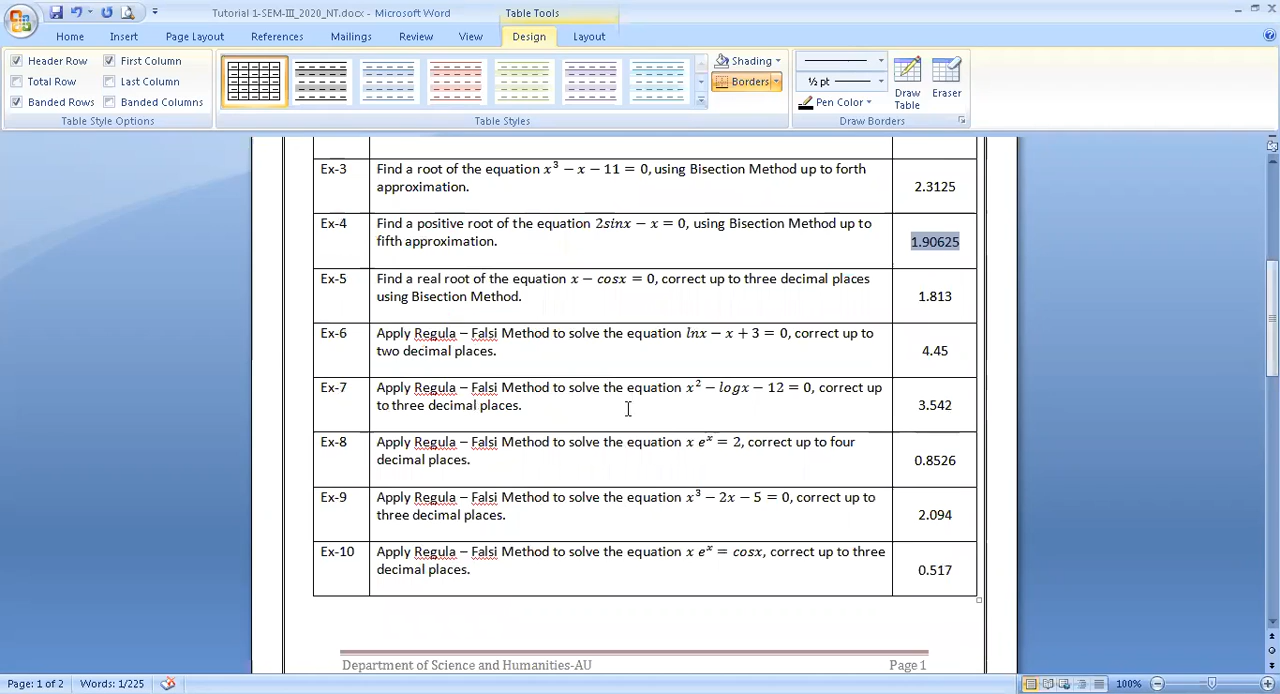 Tutorial 1-SEM-III_2020_NT.docx - Microsoft Word
Table Tools
Home Insert Page Layout References Mailings Review View Design Layout
Header Row First Column
Total Row Last Column
Banded Rows Banded Columns
Table Style Options
Table Styles
Shading
Borders
½ pt
Pen Color
Draw Table
Eraser
Draw Borders
Ex-3 Find a root of the equation x³ − x − 11 = 0, using Bisection Method up to forth
approximation.
2.3125
Ex-4 Find a positive root of the equation 2sinx − x = 0, using Bisection Method up to
fifth approximation.
1.90625
Ex-5 Find a real root of the equation x − cosx = 0, correct up to three decimal places
using Bisection Method.
1.813
Ex-6 Apply Regula – Falsi Method to solve the equation lnx − x + 3 = 0, correct up to
two decimal places.
4.45
Ex-7 Apply Regula – Falsi Method to solve the equation x² − logx − 12 = 0, correct up
to three decimal places.
3.542
Ex-8 Apply Regula – Falsi Method to solve the equation x eˣ = 2, correct up to four
decimal places.
0.8526
Ex-9 Apply Regula – Falsi Method to solve the equation x³ − 2x − 5 = 0, correct up to
three decimal places.
2.094
Ex-10 Apply Regula – Falsi Method to solve the equation x eˣ = cosx, correct up to three
decimal places.
0.517
Department of Science and Humanities-AU Page 1
Page: 1 of 2 Words: 1/225 100%